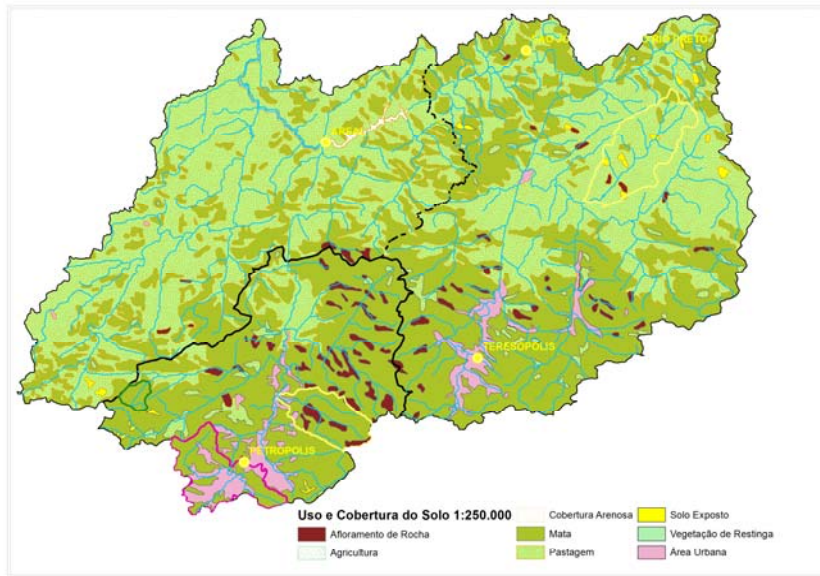 AREAL
TERESÓPOLIS
PETRÓPOLIS
Uso e Cobertura do Solo 1:250.000
Afloramento de Rocha
Agricultura
Cobertura Arenosa
Mata
Pastagem
Solo Exposto
Vegetação de Restinga
Área Urbana